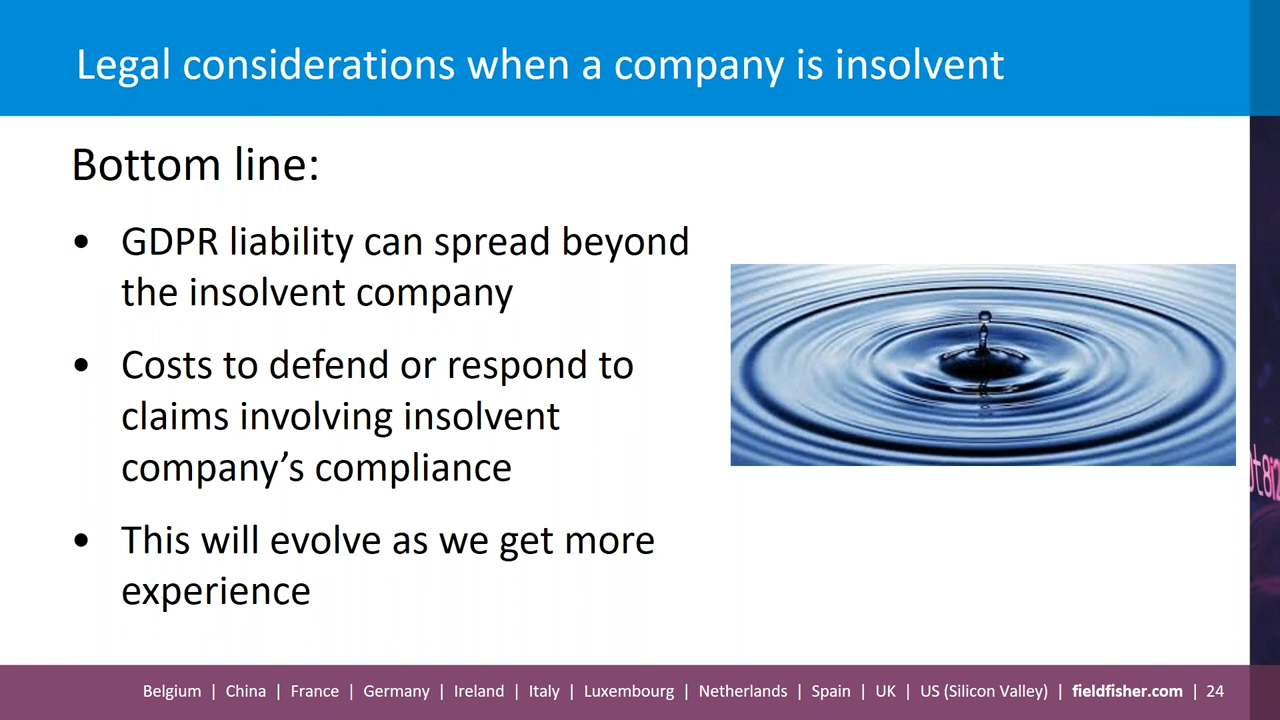 Legal considerations when a company is insolvent
Bottom line:
• GDPR liability can spread beyond
the insolvent company
• Costs to defend or respond to
claims involving insolvent
company’s compliance
• This will evolve as we get more
experience
Belgium | China | France | Germany | Ireland | Italy | Luxembourg | Netherlands | Spain | UK | US (Silicon Valley) | fieldfisher.com | 24